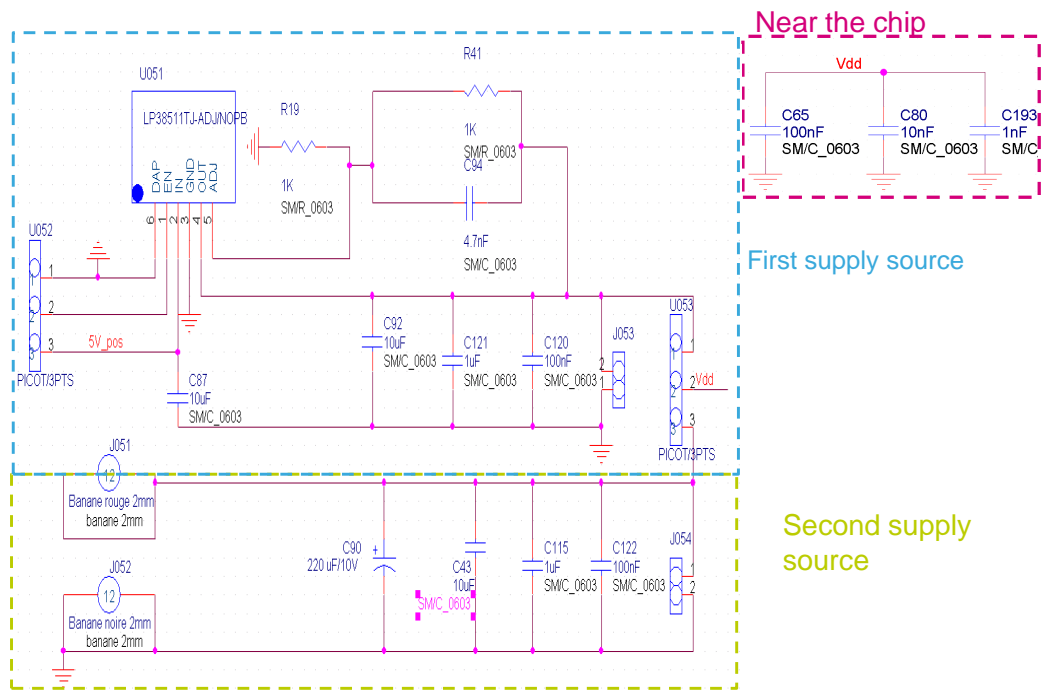 Near the chip
Vdd
C65
100nF
SM/C_0603
C80
10nF
SM/C_0603
C193
1nF
SM/C
U051
LP38511TJ-ADJ/NOPB
DAP
EN
IN
GND
OUT
ADJ
6
1
2
3
4
5
R19
1K
SM/R_0603
R41
1K
SM/R_0603
C94
4.7nF
SM/C_0603
First supply source
U052
1
1
2
2
3
3
5V_pos
PICOT/3PTS
C87
10uF
SM/C_0603
C92
10uF
SM/C_0603
C121
1uF
SM/C_0603
C120
100nF
SM/C_0603
J053
2
1
U053
1
1
2
2
Vdd
3
3
PICOT/3PTS
J051
12
Banane rouge 2mm
banane 2mm
J052
12
Banane noire 2mm
banane 2mm
C90
+
220 uF/10V
C43
10uF
SM/C_0603
C115
1uF
SM/C_0603
C122
100nF
SM/C_0603
J054
1
2
Second supply
source